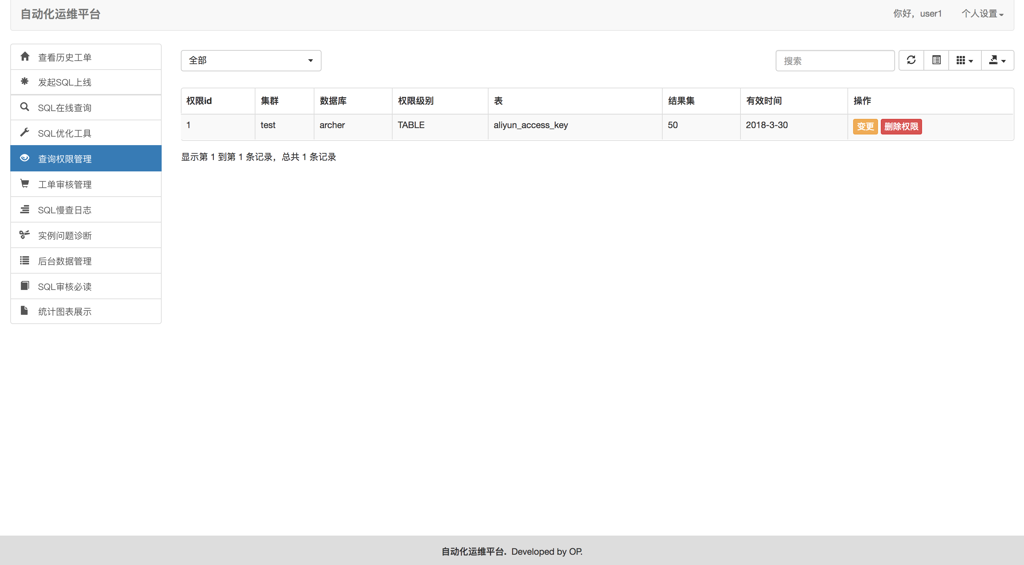 自动化运维平台
你好，user1 个人设置
查看历史工单
发起SQL上线
SQL在线查询
SQL优化工具
查询权限管理
工单审核管理
SQL慢查日志
实例问题诊断
后台数据管理
SQL审核必读
统计图表展示
全部
搜索
权限id 集群 数据库 权限级别 表 结果集 有效时间 操作
1 test archer TABLE aliyun_access_key 50 2018-3-30 变更 删除权限
显示第 1 到第 1 条记录，总共 1 条记录
自动化运维平台. Developed by OP.